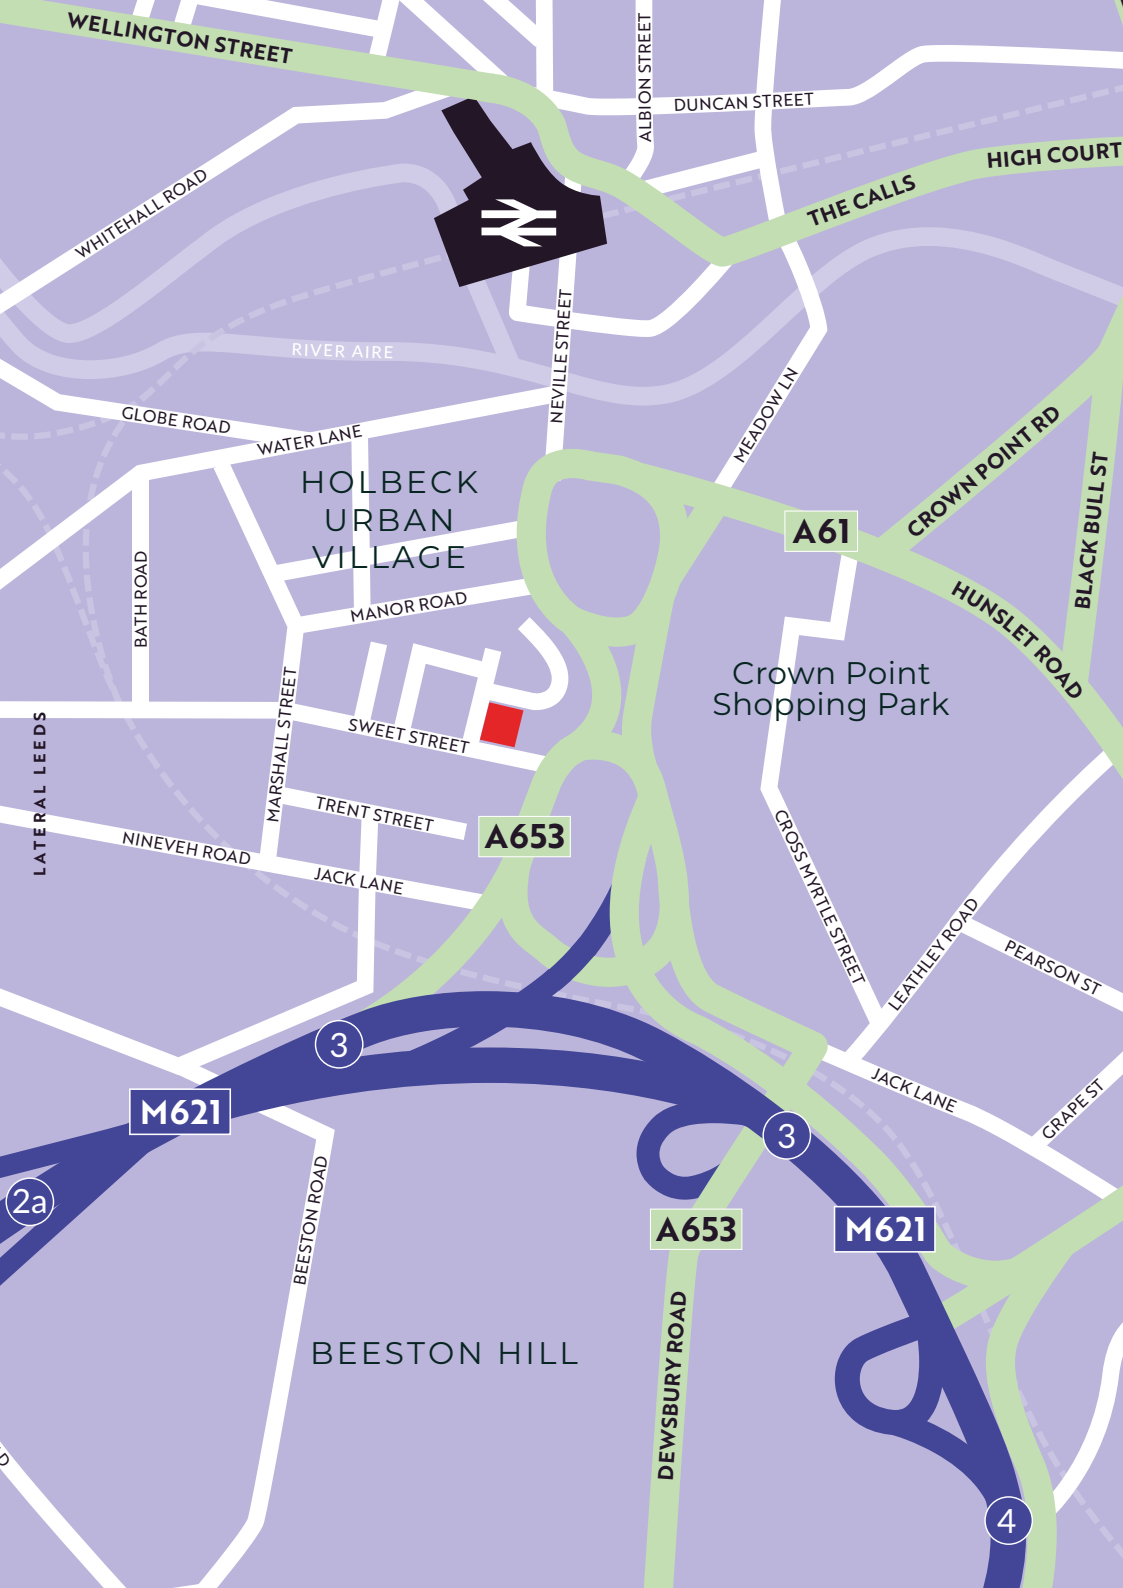 WELLINGTON STREET
ALBION STREET
DUNCAN STREET
HIGH COURT
THE CALLS
WHITEHALL ROAD
RIVER AIRE
NEVILLE STREET
MEADOW LN
GLOBE ROAD
WATER LANE
CROWN POINT RD
BLACK BULL ST
HOLBECK
URBAN
VILLAGE
A61
BATH ROAD
MANOR ROAD
HUNSLET ROAD
Crown Point
Shopping Park
MARSHALL STREET
SWEET STREET
LATERAL LEEDS
TRENT STREET
A653
NINEVEH ROAD
JACK LANE
CROSS MYRTLE STREET
LEATHLEY ROAD
PEARSON ST
3
JACK LANE
GRAPE ST
M621
3
2a
A653
M621
BEESTON ROAD
BEESTON HILL
DEWSBURY ROAD
4